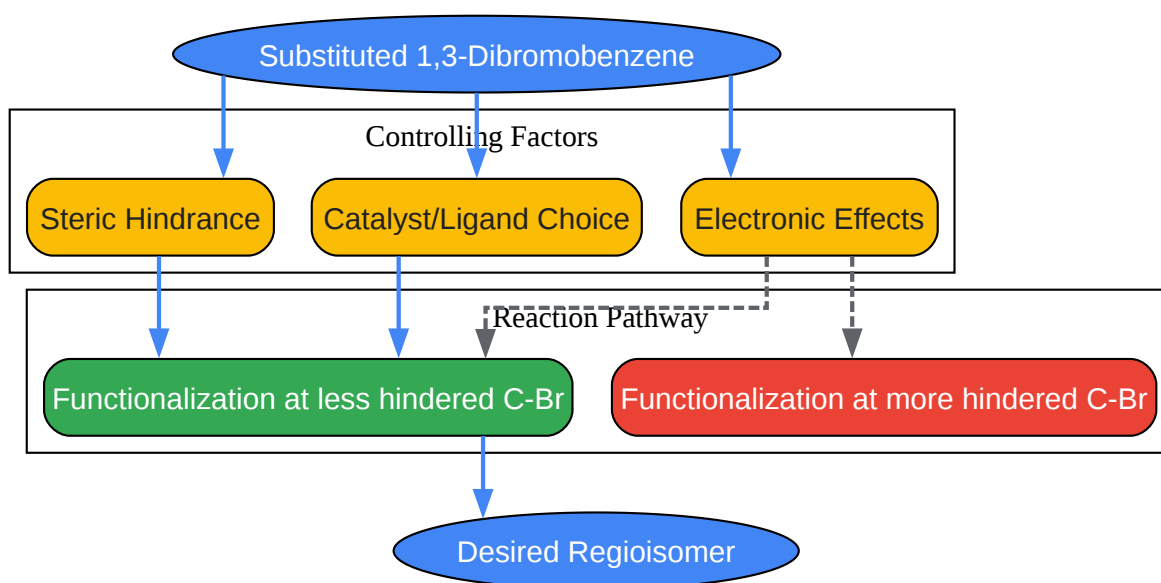 Substituted 1,3-Dibromobenzene
Controlling Factors
Steric Hindrance
Catalyst/Ligand Choice
Electronic Effects
Reaction Pathway
Functionalization at less hindered C-Br
Functionalization at more hindered C-Br
Desired Regioisomer